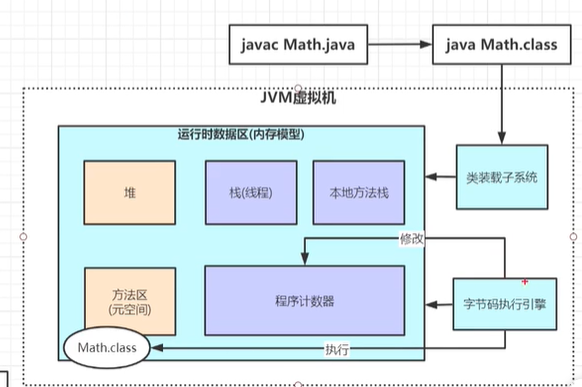 javac Math.java
java Math.class
JVM虚拟机
运行时数据区(内存模型)
堆
栈(线程)
本地方法栈
类装载子系统
修改
方法区
(元空间)
程序计数器
字节码执行引擎
Math.class
执行